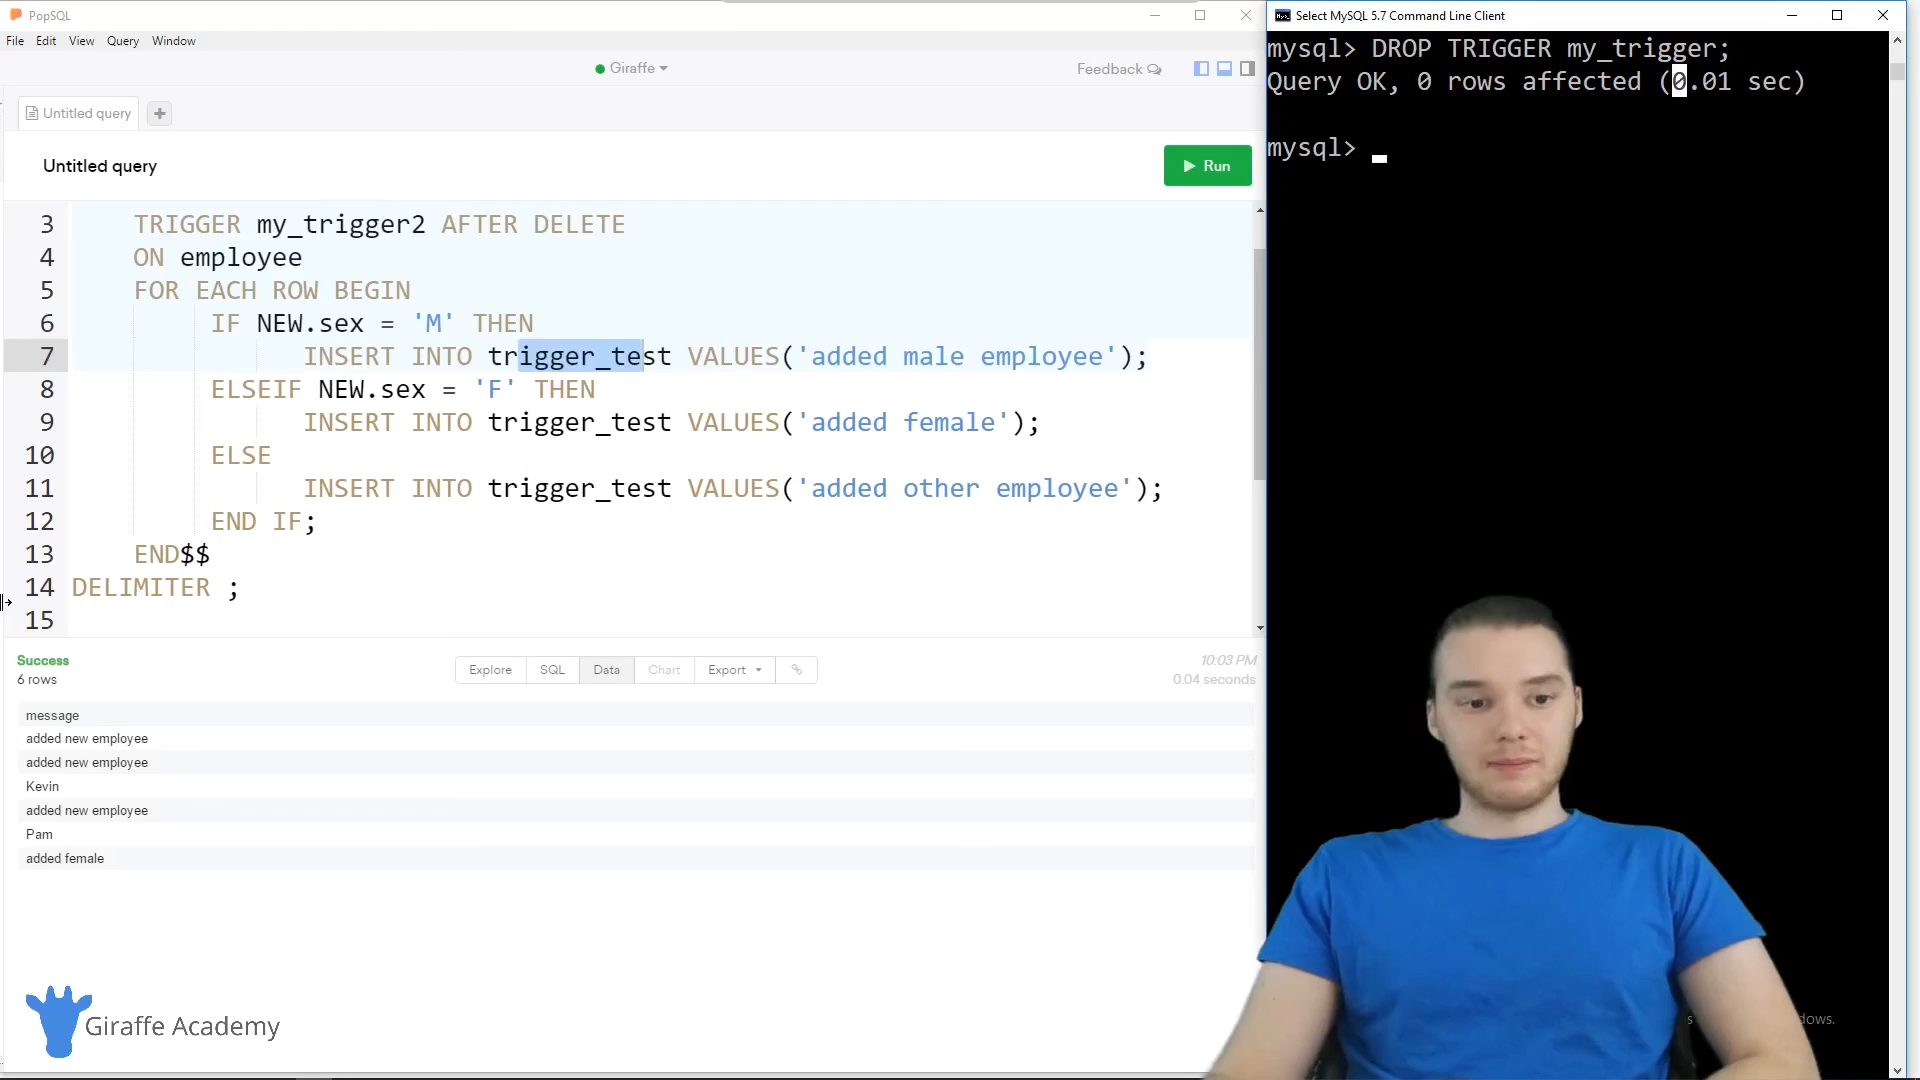 PopSQL
File Edit View Query Window
Giraffe
Feedback
Untitled query
+
Untitled query
Run
3 TRIGGER my_trigger2 AFTER DELETE
4 ON employee
5 FOR EACH ROW BEGIN
6 IF NEW.sex = 'M' THEN
7 INSERT INTO trigger_test VALUES('added male employee');
8 ELSEIF NEW.sex = 'F' THEN
9 INSERT INTO trigger_test VALUES('added female');
10 ELSE
11 INSERT INTO trigger_test VALUES('added other employee');
12 END IF;
13 END$$
14 DELIMITER ;
15
Success
6 rows
Explore SQL Data Chart Export
10:03 PM
0.04 seconds
message
added new employee
added new employee
Kevin
added new employee
Pam
added female
Giraffe Academy
Select MySQL 5.7 Command Line Client
mysql> DROP TRIGGER my_trigger;
Query OK, 0 rows affected (0.01 sec)
mysql>